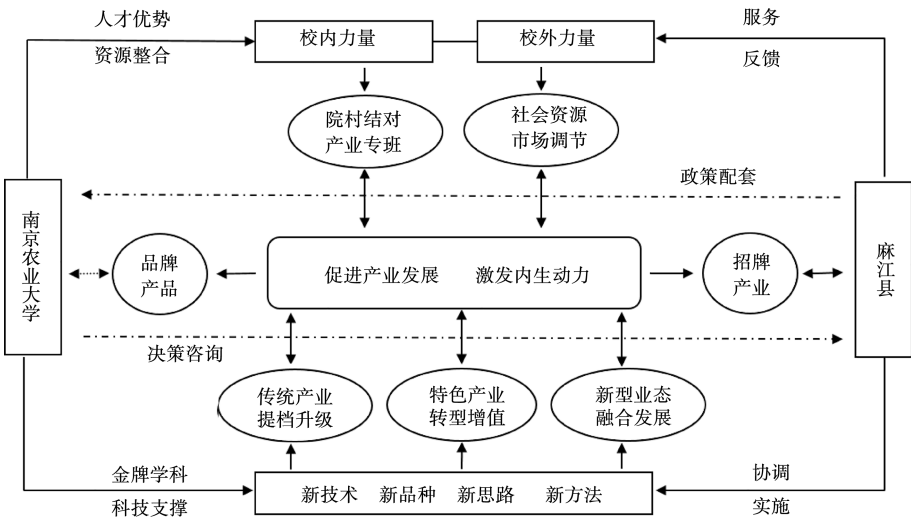 人才优势
资源整合
校内力量
校外力量
服务
反馈
院村结对
产业专班
社会资源
市场调节
政策配套
南京农业大学
品牌
产品
促进产业发展 激发内生动力
招牌
产业
麻江县
决策咨询
传统产业
提档升级
特色产业
转型增值
新型业态
融合发展
金牌学科
科技支撑
新技术 新品种 新思路 新方法
协调
实施